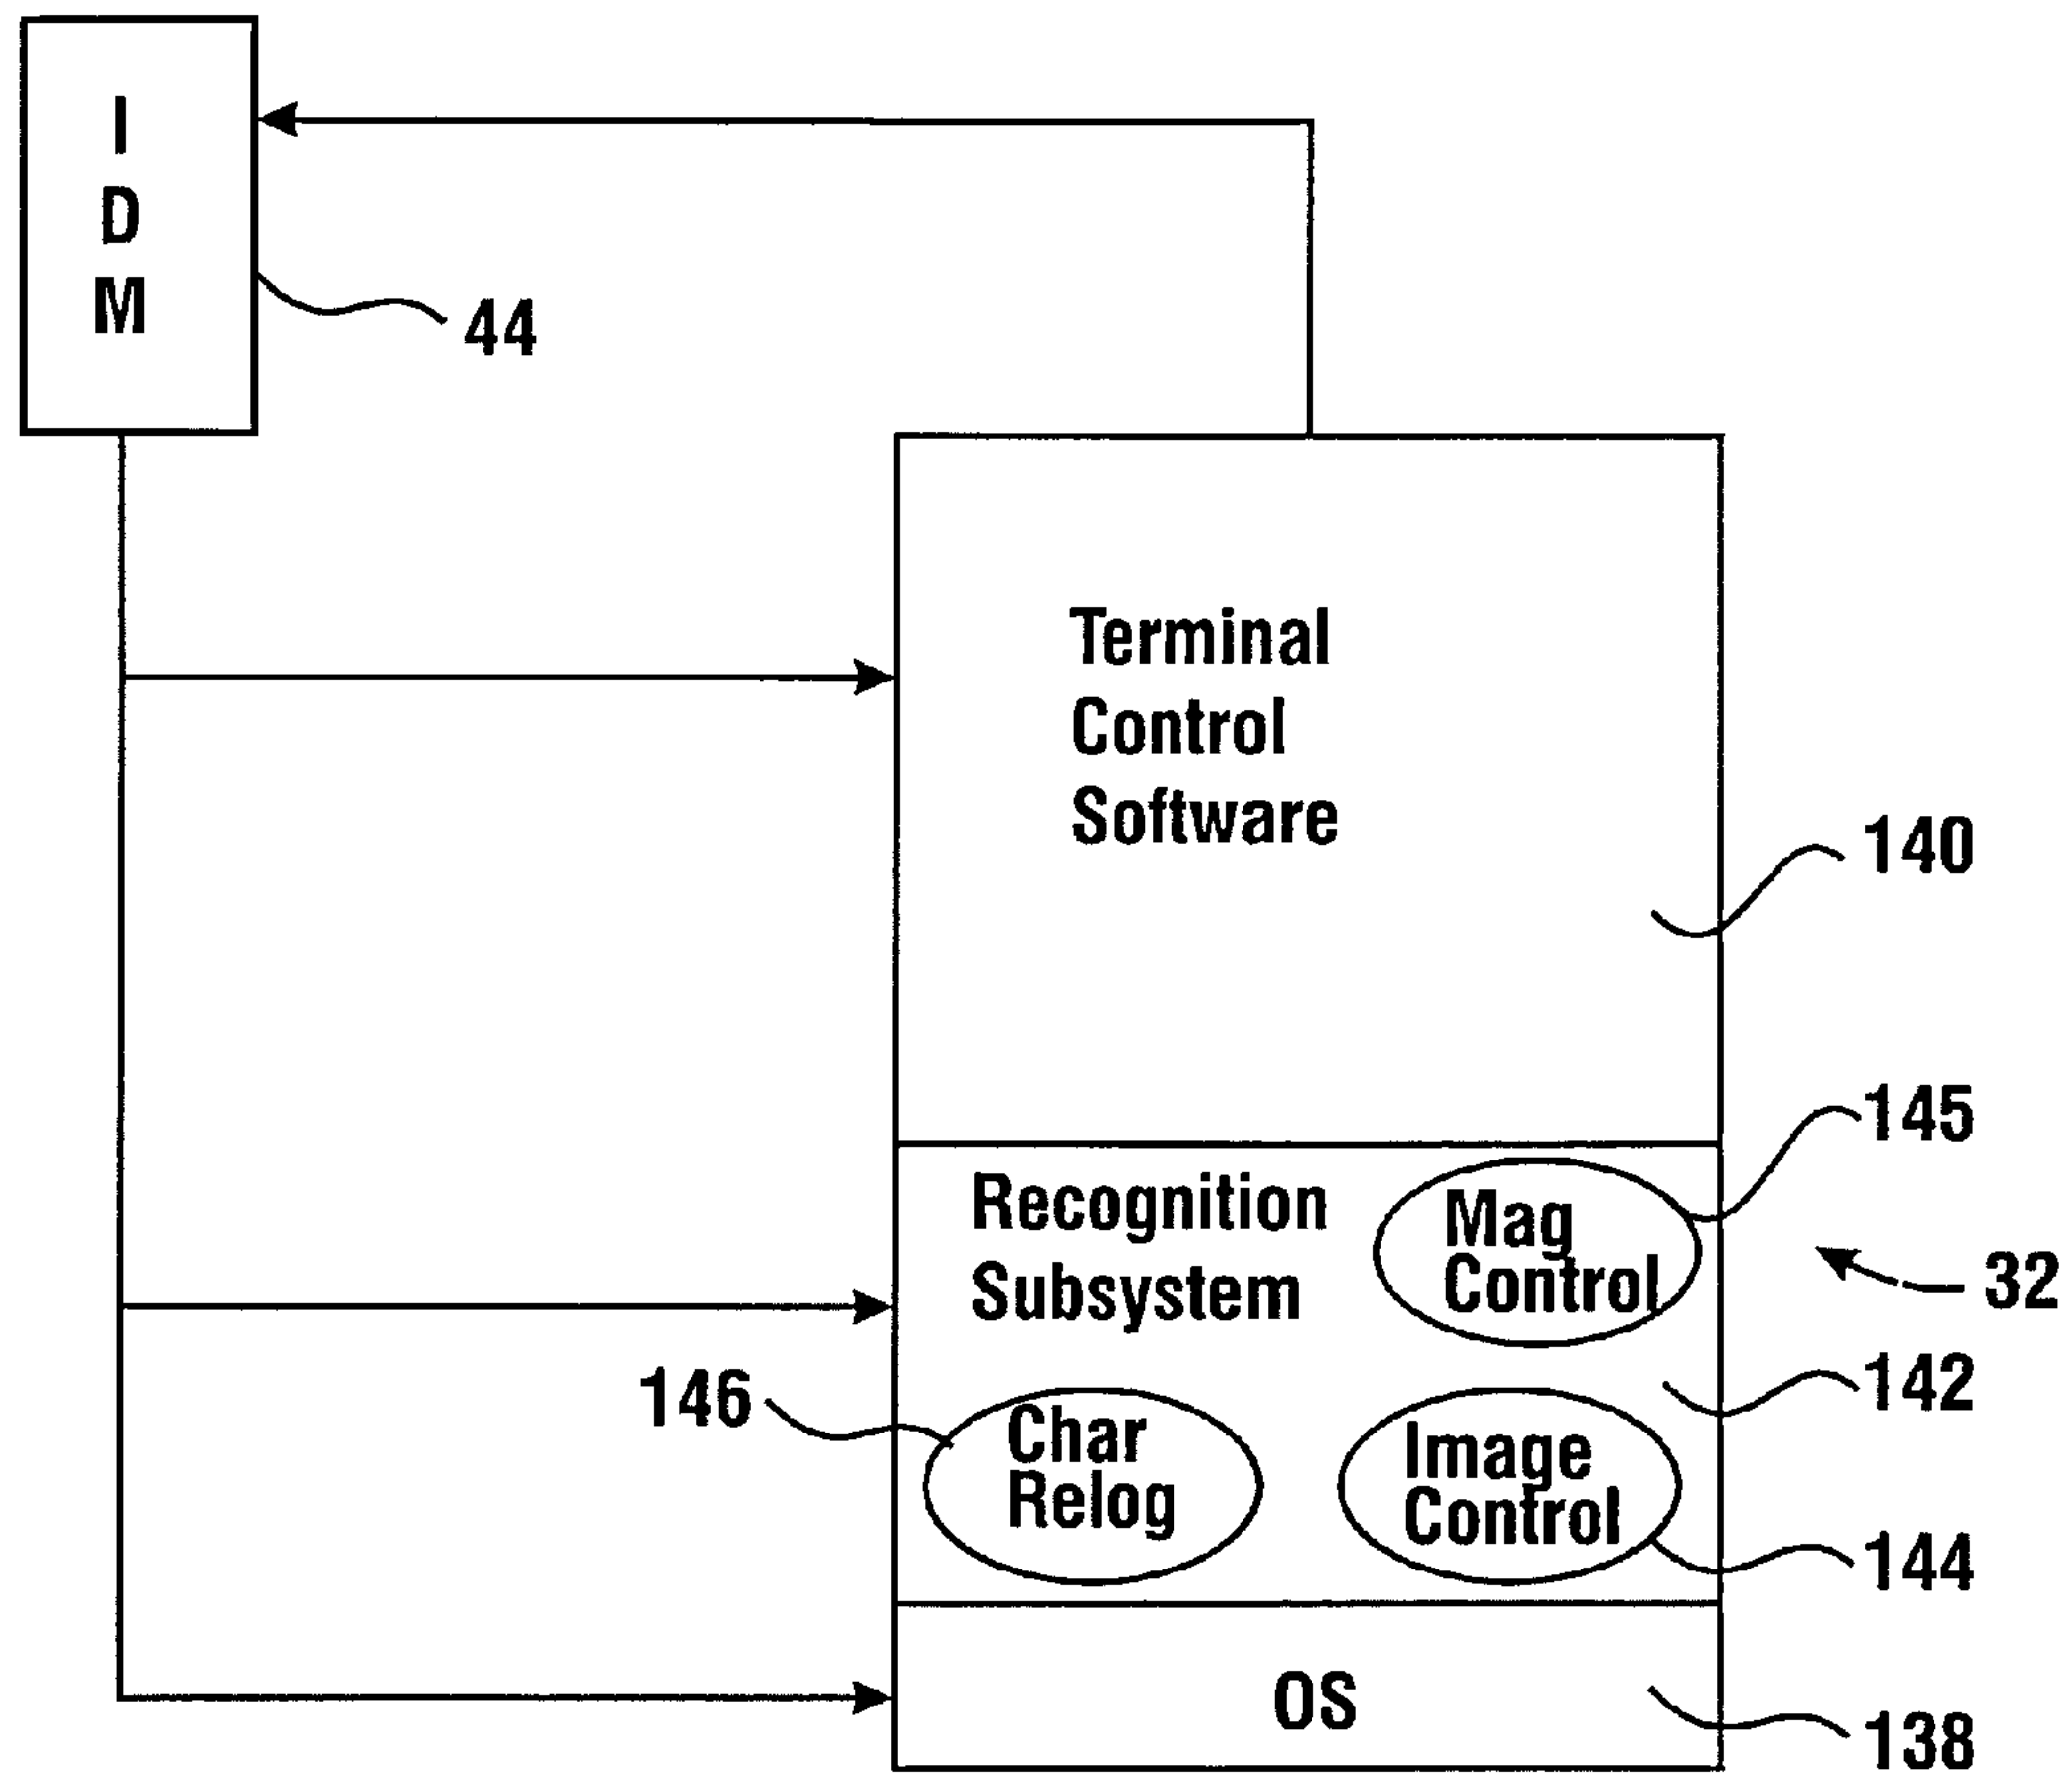 I
D
M
44
Terminal
Control
Software
140
145
Recognition
Subsystem
Mag
Control
32
142
146
Char
Relog
Image
Control
144
OS
138